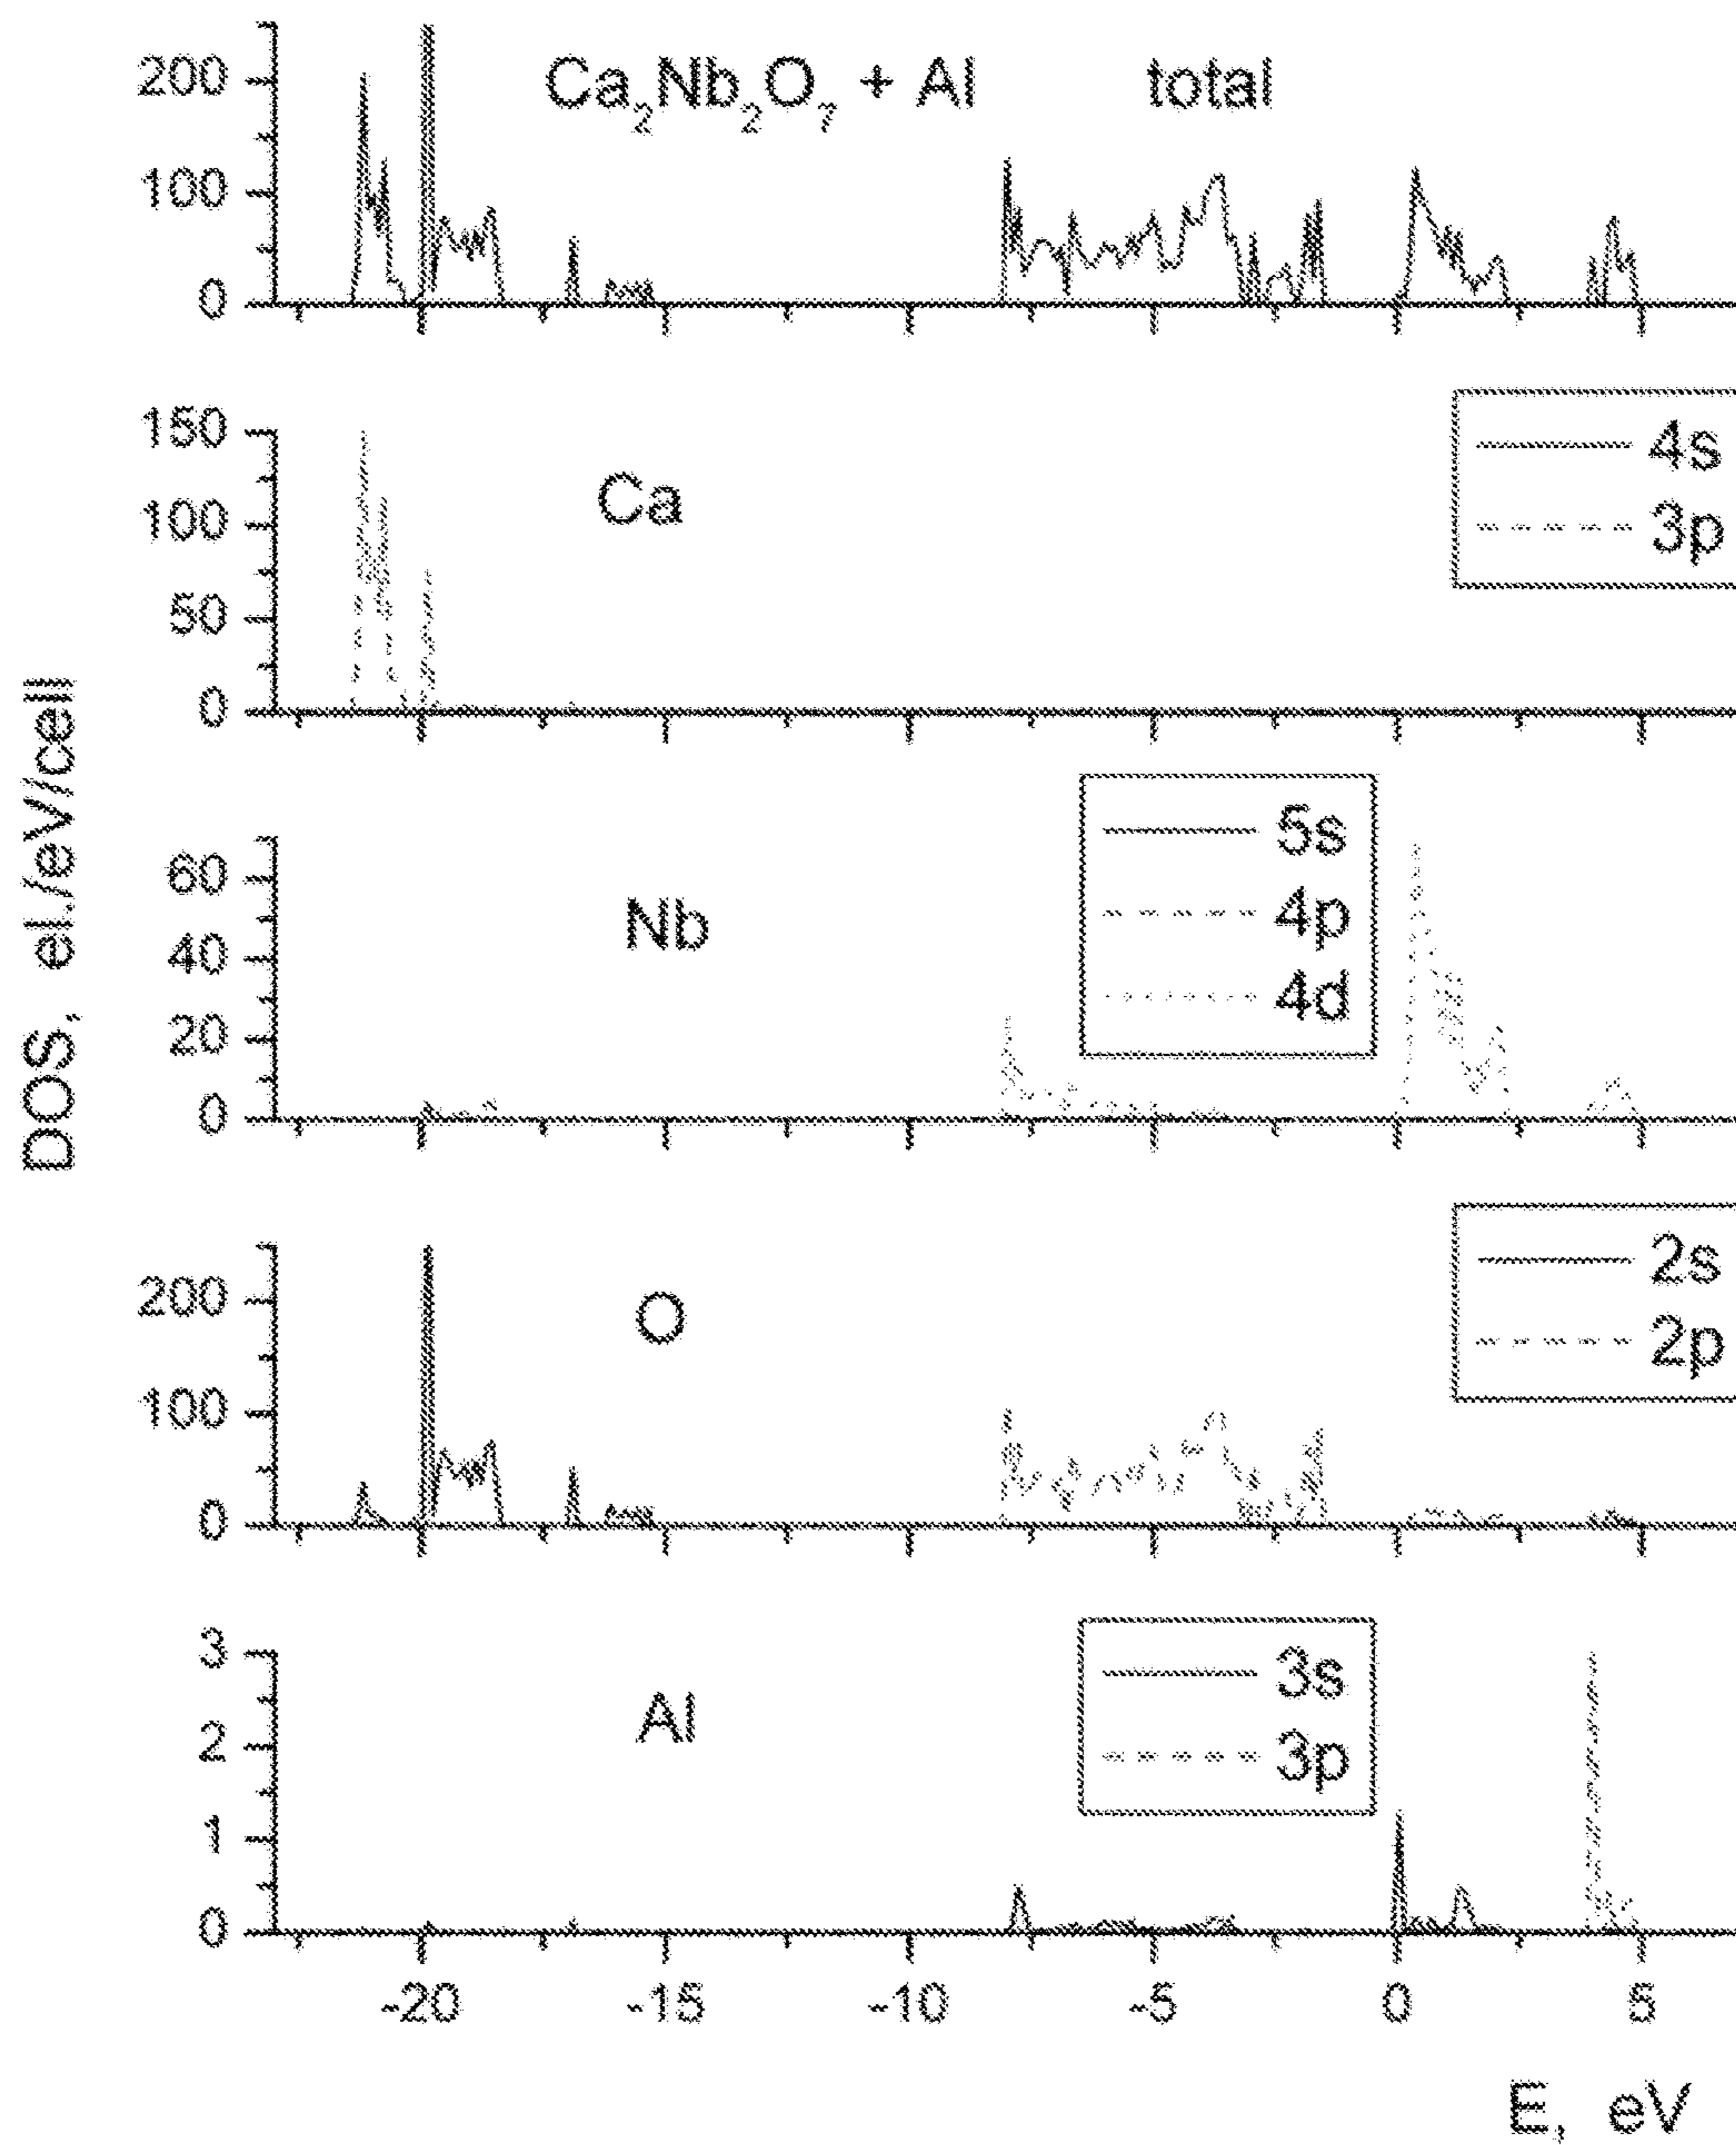 Ca₂Nb₂O₇ + Al total
200
100
0
Ca
4s
3p
150
100
50
0
Nb
5s
4p
4d
60
40
20
0
DOS, el./eV/cell
O
2s
2p
200
100
0
Al
3s
3p
3
2
1
0
-20 -15 -10 -5 0 5
E, eV